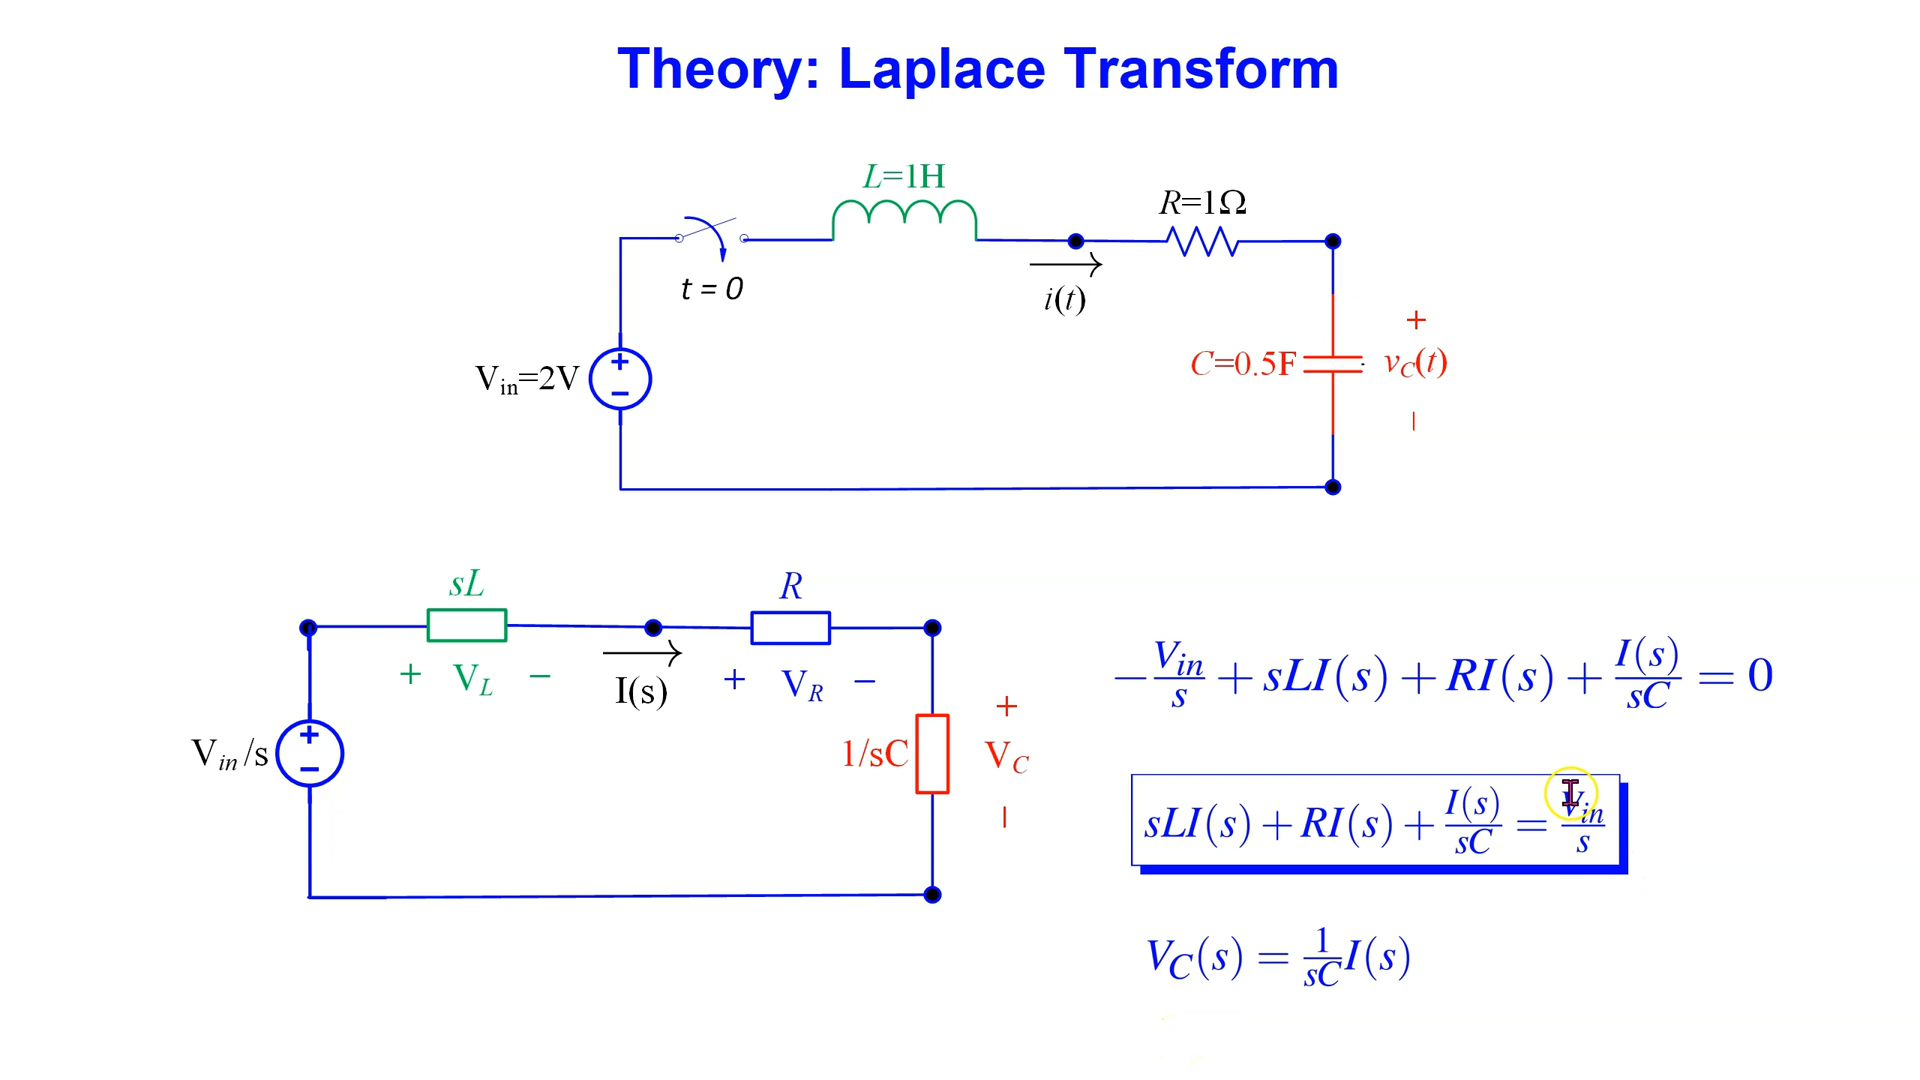 Theory: Laplace Transform
L=1H
R=1Ω
t = 0
i(t)
+
V_in=2V
+
−
C=0.5F
v_C(t)
−
sL
R
+ V_L −
I(s)
+ V_R −
V_in/s
+
−
1/sC
+
V_C
−
−V_in/s + sLI(s) + RI(s) + I(s)/sC = 0
sLI(s) + RI(s) + I(s)/sC = V_in/s
V_C(s) = 1/sC I(s)